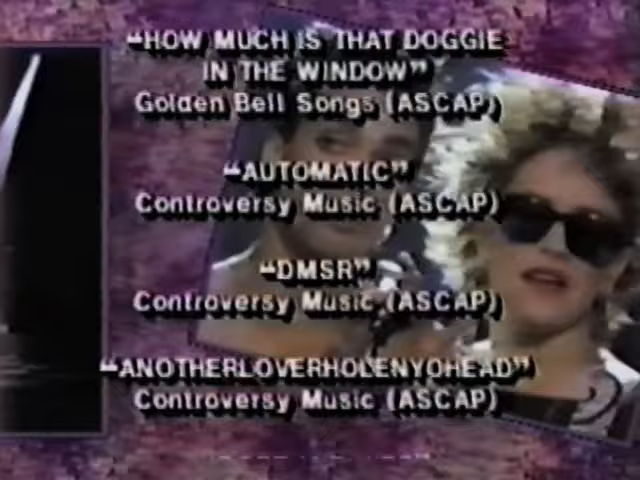 “HOW MUCH IS THAT DOGGIE
IN THE WINDOW”
Golden Bell Songs (ASCAP)
“AUTOMATIC”
Controversy Music (ASCAP)
“DMSR”
Controversy Music (ASCAP)
“ANOTHERLOVERHOLENYOHEAD”
Controversy Music (ASCAP)